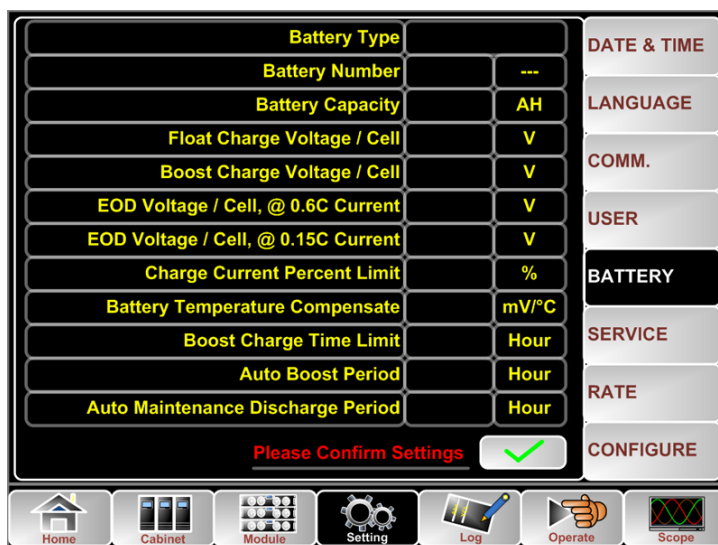 Battery Type
Battery Number ---
Battery Capacity AH
Float Charge Voltage / Cell V
Boost Charge Voltage / Cell V
EOD Voltage / Cell, @ 0.6C Current V
EOD Voltage / Cell, @ 0.15C Current V
Charge Current Percent Limit %
Battery Temperature Compensate mV/°C
Boost Charge Time Limit Hour
Auto Boost Period Hour
Auto Maintenance Discharge Period Hour
Please Confirm Settings
DATE & TIME
LANGUAGE
COMM.
USER
BATTERY
SERVICE
RATE
CONFIGURE
Home Cabinet Module Setting Log Operate Scope